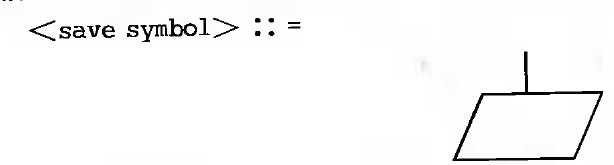 <save symbol> ::=